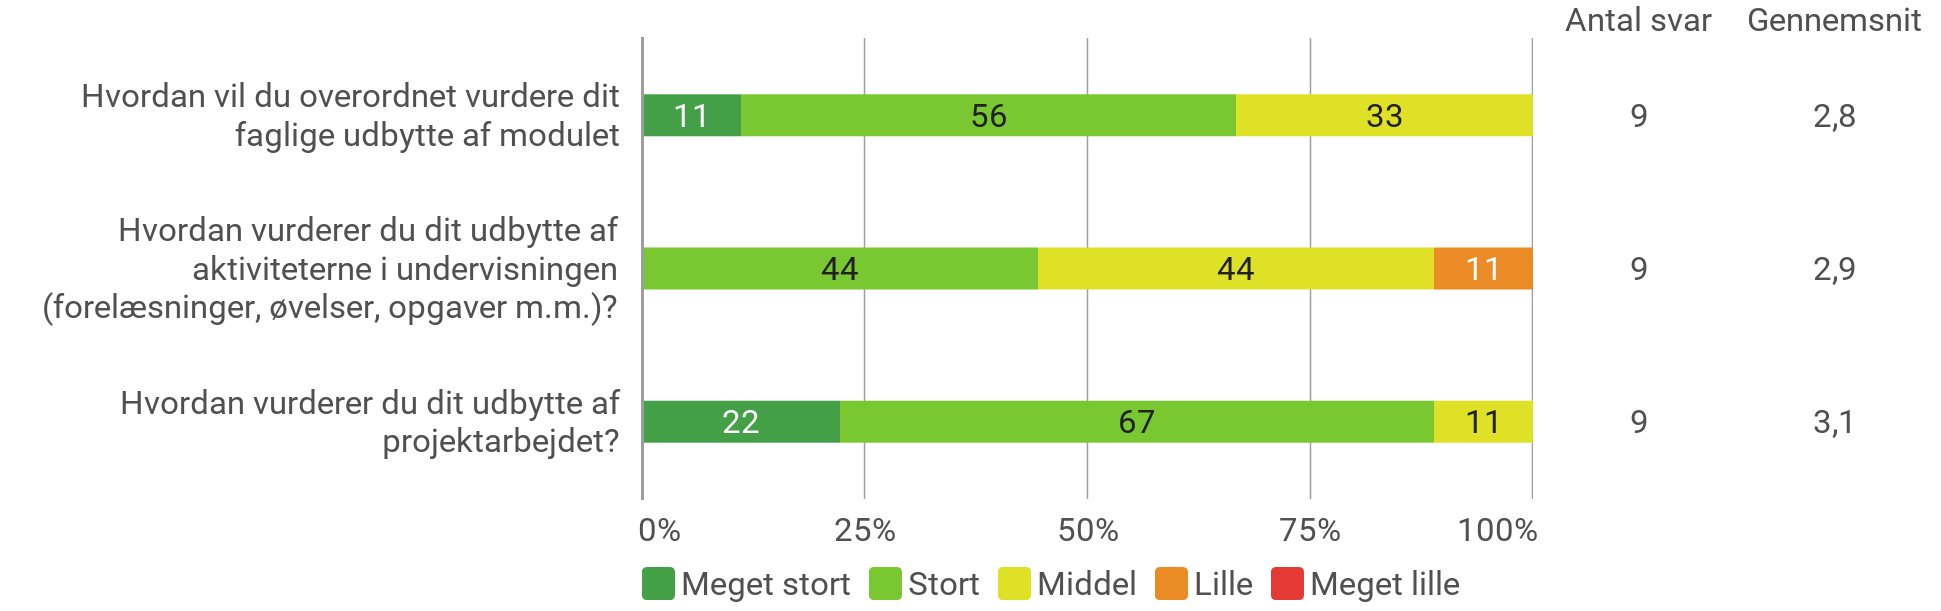 Antal svar Gennemsnit
Hvordan vil du overordnet vurdere dit
faglige udbytte af modulet
11 56 33 9 2,8
Hvordan vurderer du dit udbytte af
aktiviteterne i undervisningen
(forelæsninger, øvelser, opgaver m.m.)?
44 44 11 9 2,9
Hvordan vurderer du dit udbytte af
projektarbejdet?
22 67 11 9 3,1
0% 25% 50% 75% 100%
Meget stort Stort Middel Lille Meget lille